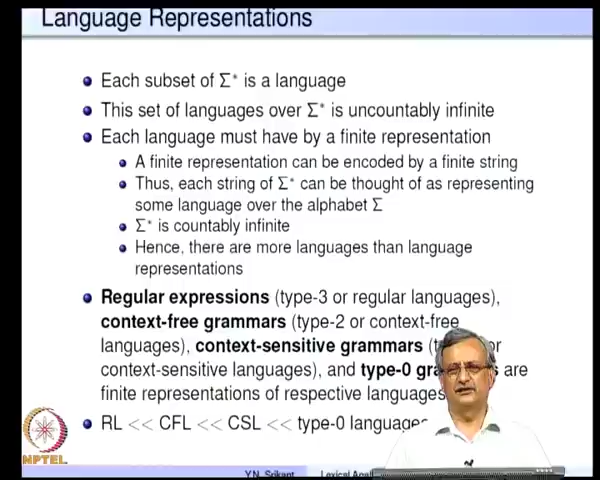 Language Representations
Each subset of Σ* is a language
This set of languages over Σ* is uncountably infinite
Each language must have by a finite representation
A finite representation can be encoded by a finite string
Thus, each string of Σ* can be thought of as representing
some language over the alphabet Σ
Σ* is countably infinite
Hence, there are more languages than language
representations
Regular expressions (type-3 or regular languages),
context-free grammars (type-2 or context-free
languages), context-sensitive grammars
context-sensitive languages), and type-0 are
finite representations of respective languages
RL << CFL << CSL << type-0 languages
NPTEL
Y.N. Srikant